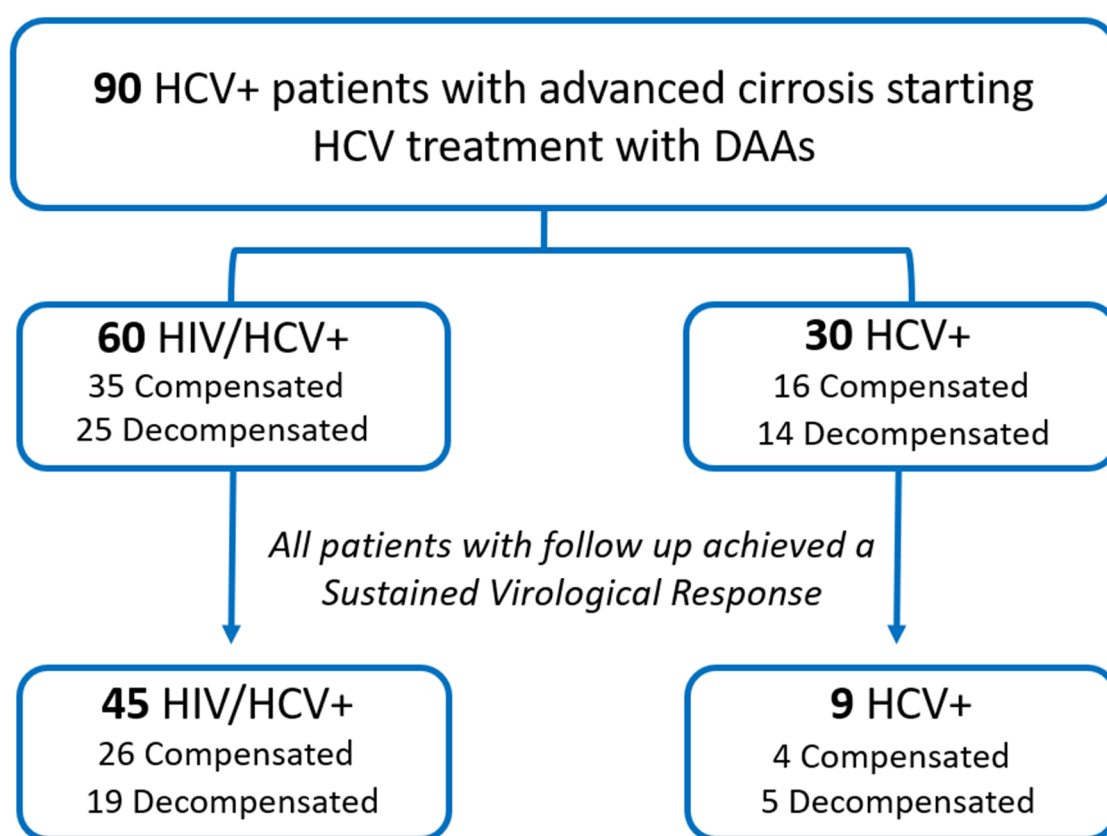 90 HCV+ patients with advanced cirrosis starting
HCV treatment with DAAs
60 HIV/HCV+
35 Compensated
25 Decompensated
30 HCV+
16 Compensated
14 Decompensated
All patients with follow up achieved a
Sustained Virological Response
45 HIV/HCV+
26 Compensated
19 Decompensated
9 HCV+
4 Compensated
5 Decompensated